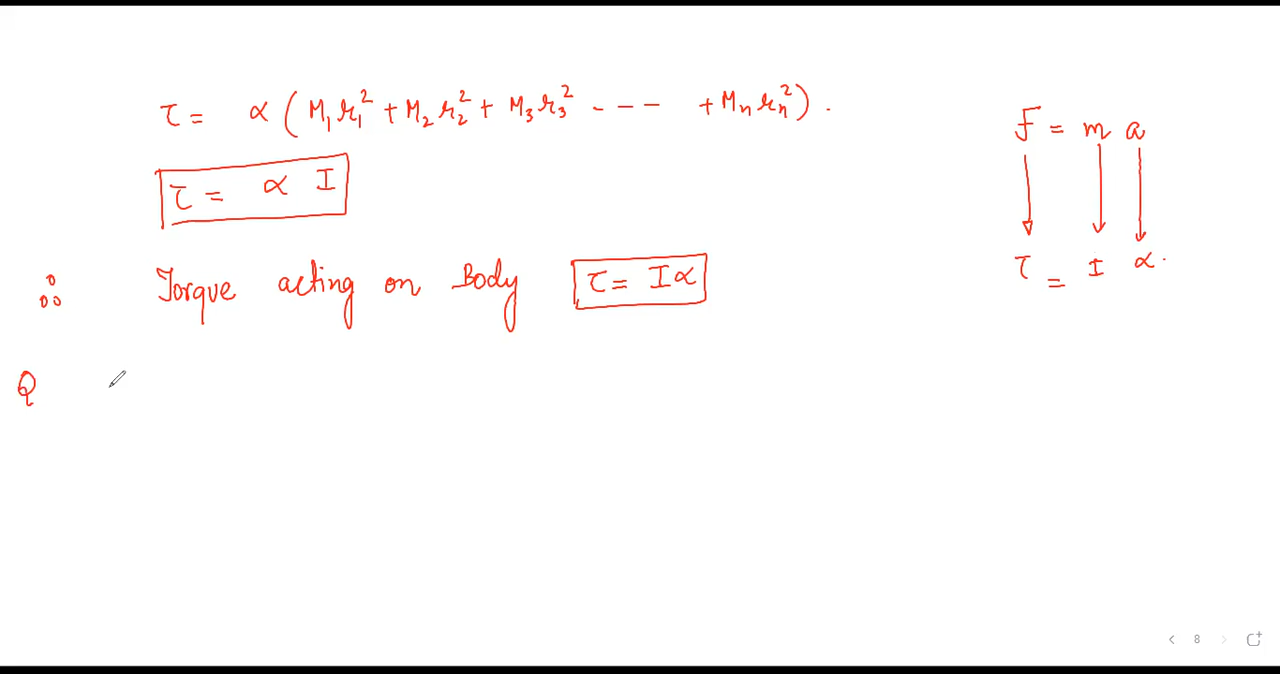 τ = α (M₁r₁² + M₂r₂² + M₃r₃² - - - - + Mₙrₙ²) .
τ = α I
∴ Torque acting on Body τ = Iα
F = m a
τ = I α .
Q
< 8 >